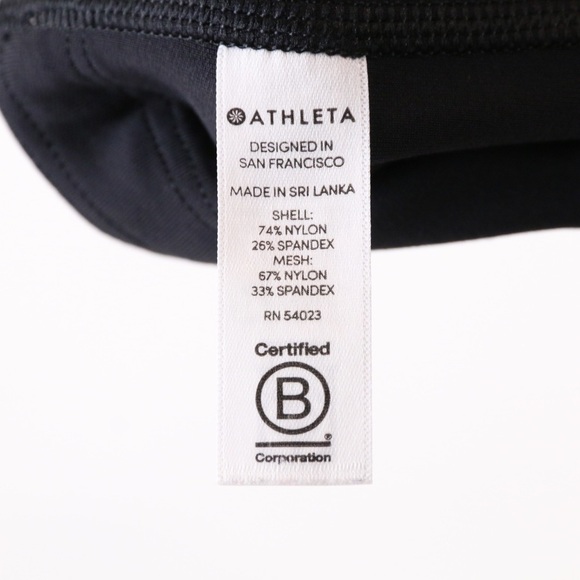 ATHLETA
DESIGNED IN
SAN FRANCISCO
MADE IN SRI LANKA
SHELL:
74% NYLON
26% SPANDEX
MESH:
67% NYLON
33% SPANDEX
RN 54023
Certified
B
®
Corporation